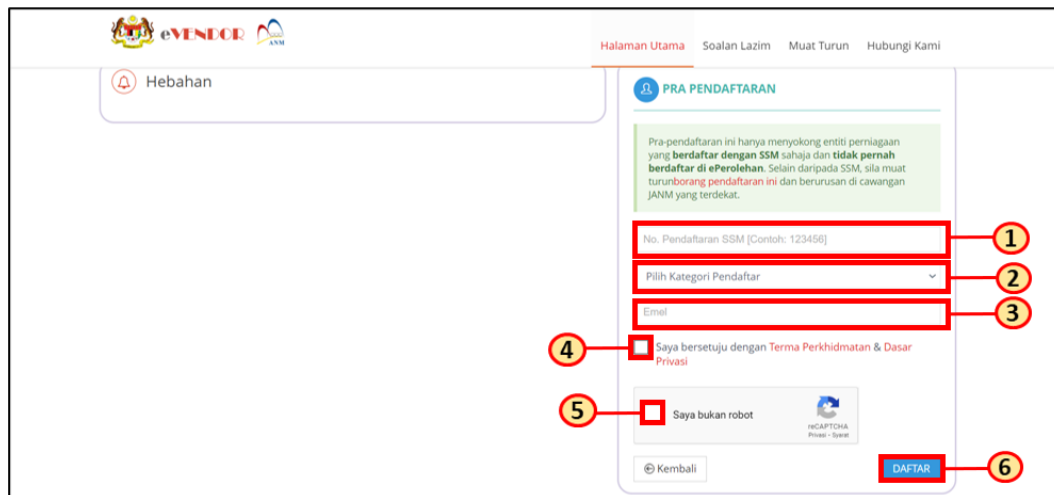 eVENDOR
ANM
Halaman Utama Soalan Lazim Muat Turun Hubungi Kami
Hebahan
PRA PENDAFTARAN
Pra-pendaftaran ini hanya menyokong entiti perniagaan
yang berdaftar dengan SSM sahaja dan tidak pernah
berdaftar di ePerolehan. Selain daripada SSM, sila muat
turunborang pendaftaran ini dan berurusan di cawangan
JANM yang terdekat.
No. Pendaftaran SSM [Contoh: 123456]
1
Pilih Kategori Pendaftar
2
Emel
3
4
Saya bersetuju dengan Terma Perkhidmatan & Dasar
Privasi
5
Saya bukan robot
reCAPTCHA
Privasi - Syarat
Kembali
DAFTAR
6